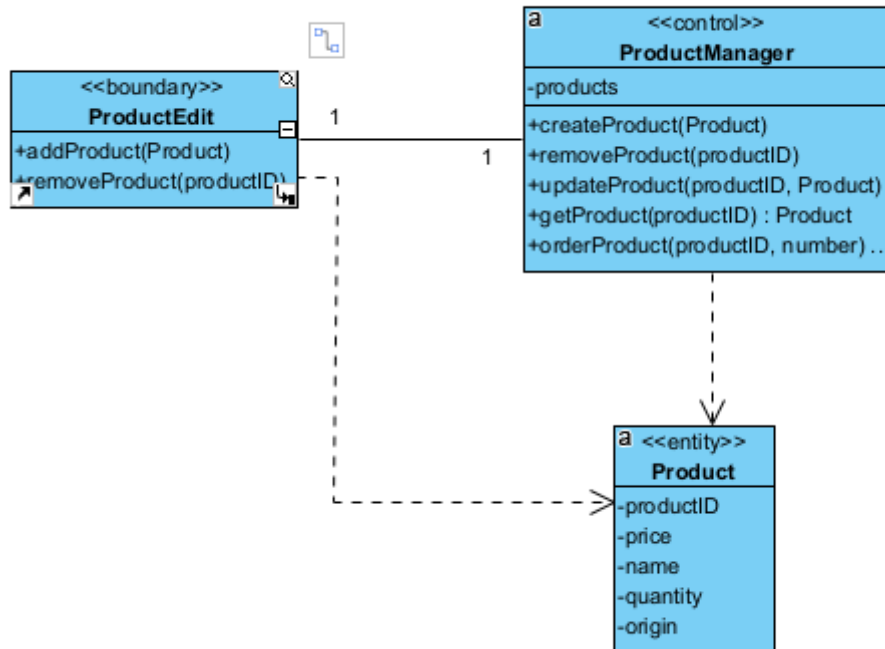 <<boundary>>
ProductEdit
+addProduct(Product)
+removeProduct(productID)
1
1
a
<<control>>
ProductManager
-products
+createProduct(Product)
+removeProduct(productID)
+updateProduct(productID, Product)
+getProduct(productID) : Product
+orderProduct(productID, number) ...
a
<<entity>>
Product
-productID
-price
-name
-quantity
-origin